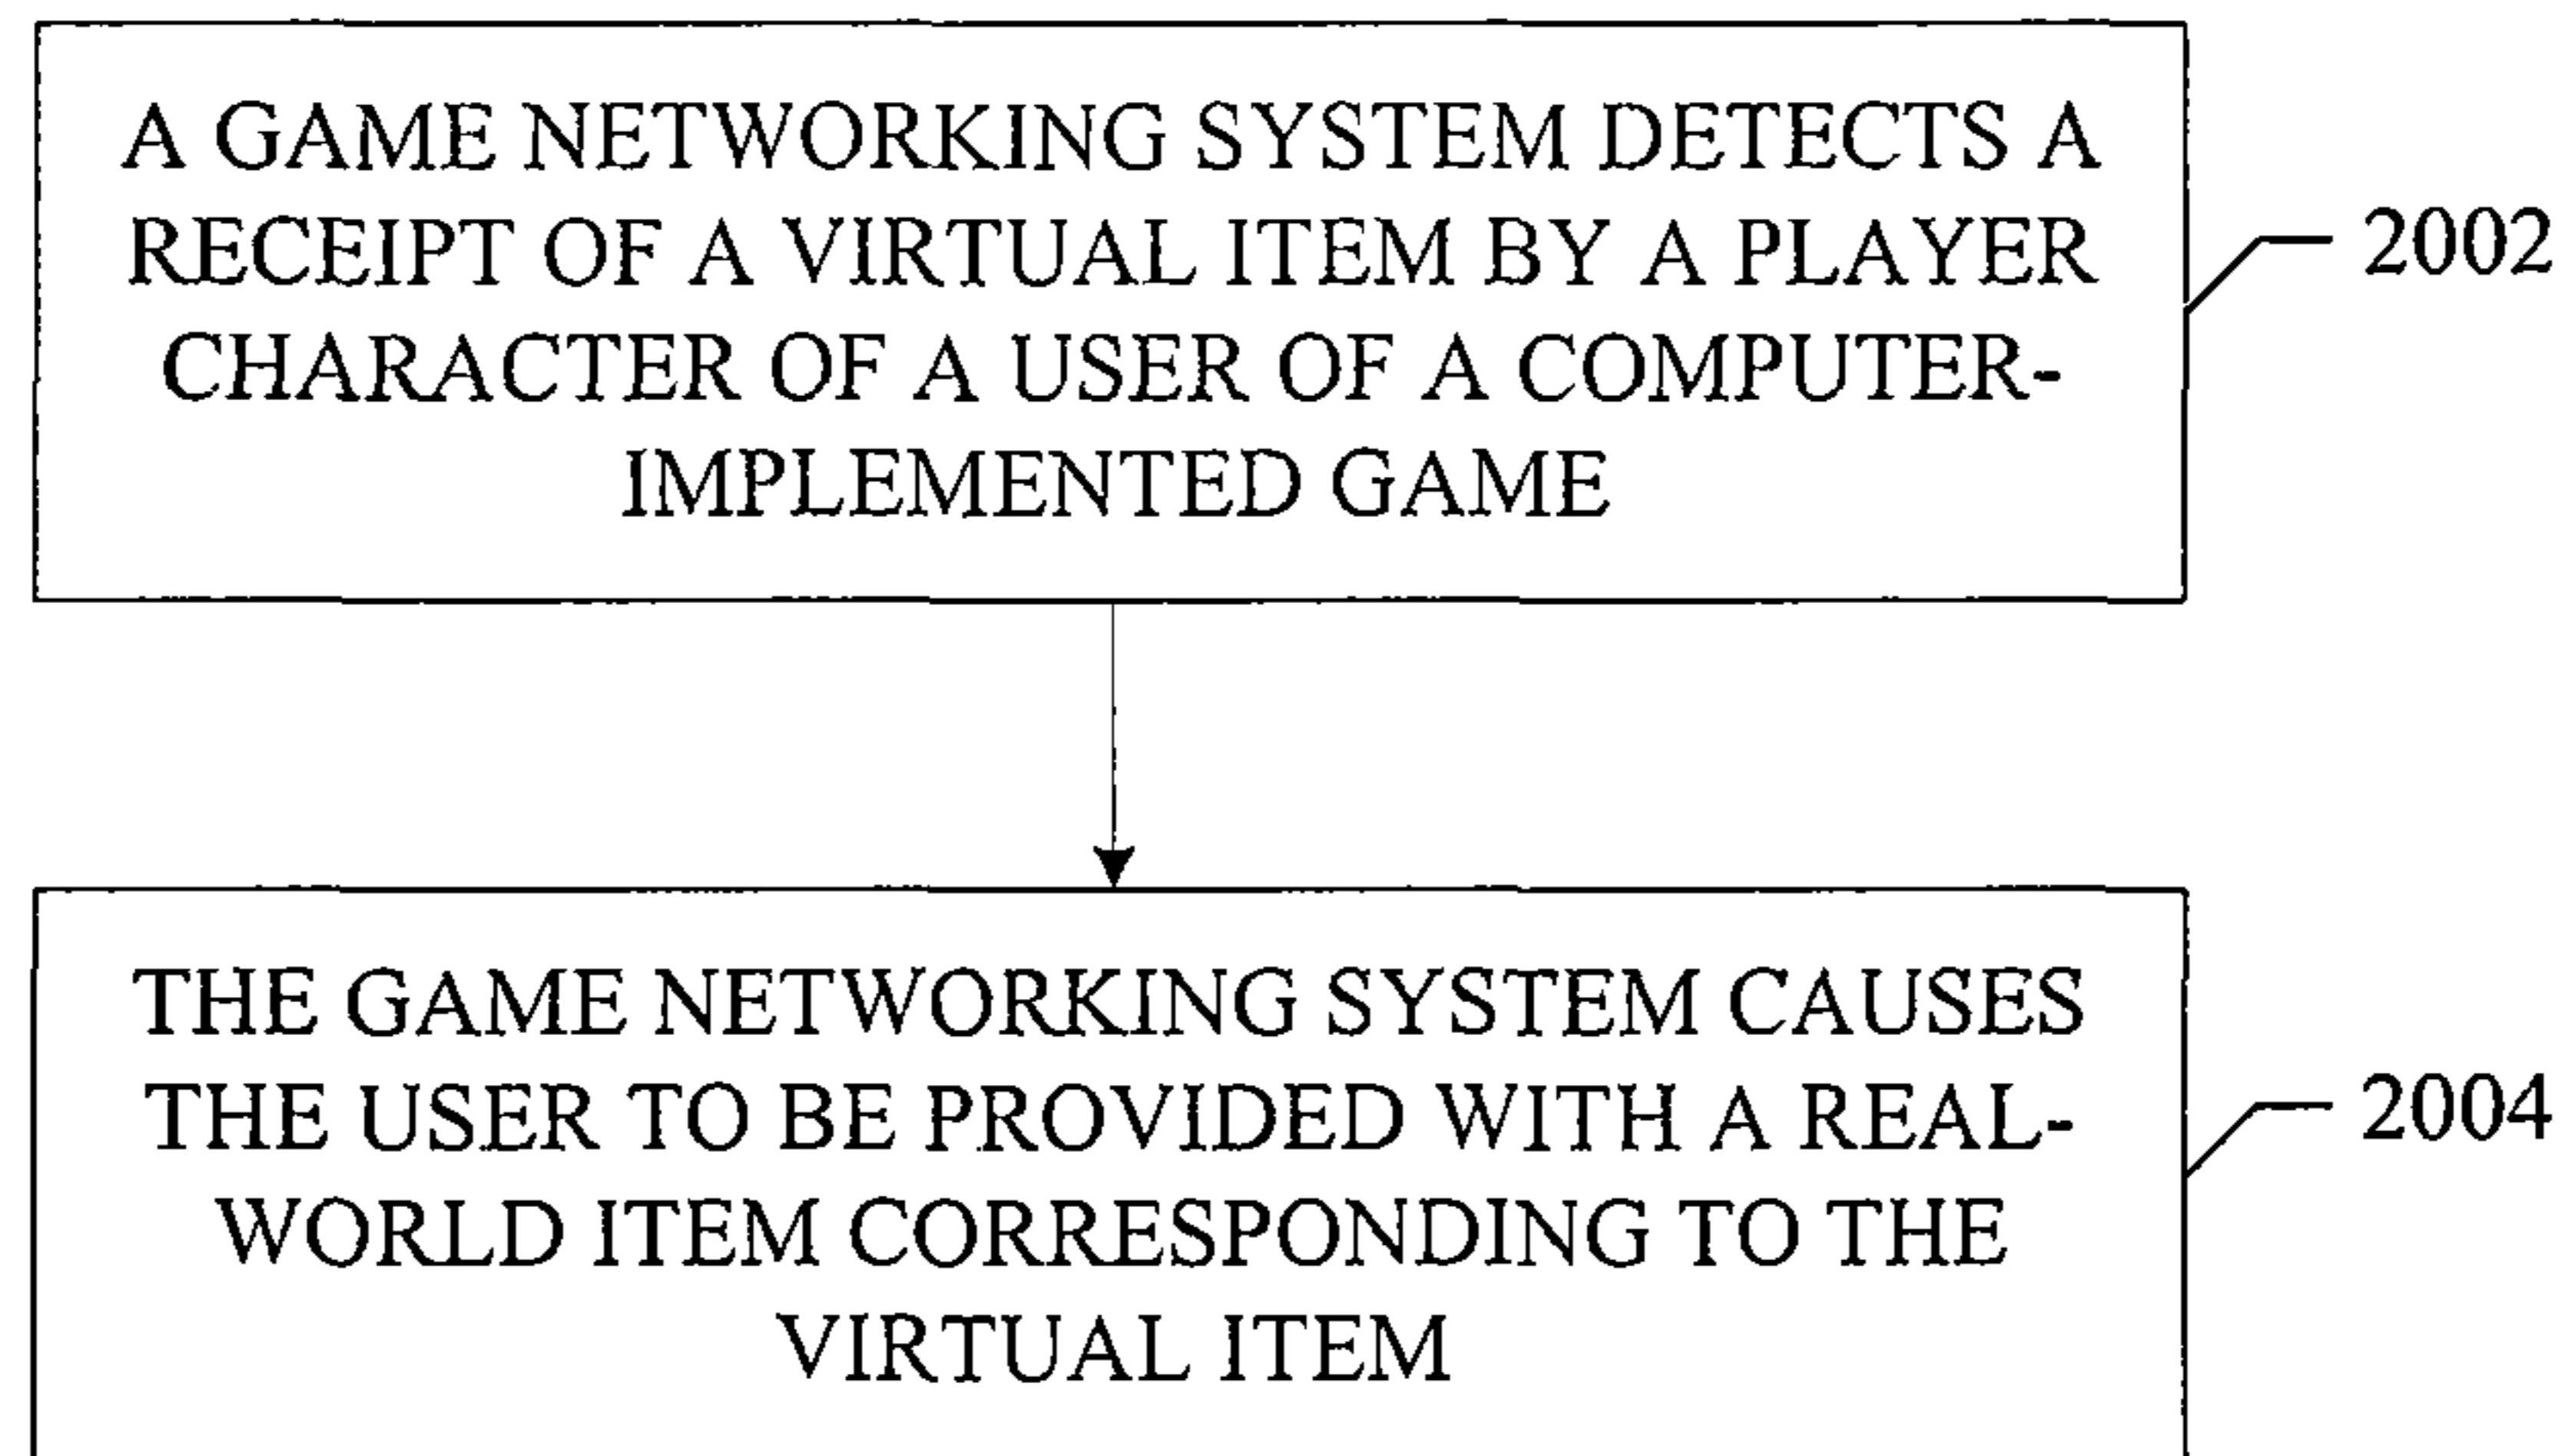 A GAME NETWORKING SYSTEM DETECTS A
RECEIPT OF A VIRTUAL ITEM BY A PLAYER
CHARACTER OF A USER OF A COMPUTER-
IMPLEMENTED GAME
2002
THE GAME NETWORKING SYSTEM CAUSES
THE USER TO BE PROVIDED WITH A REAL-
WORLD ITEM CORRESPONDING TO THE
VIRTUAL ITEM
2004